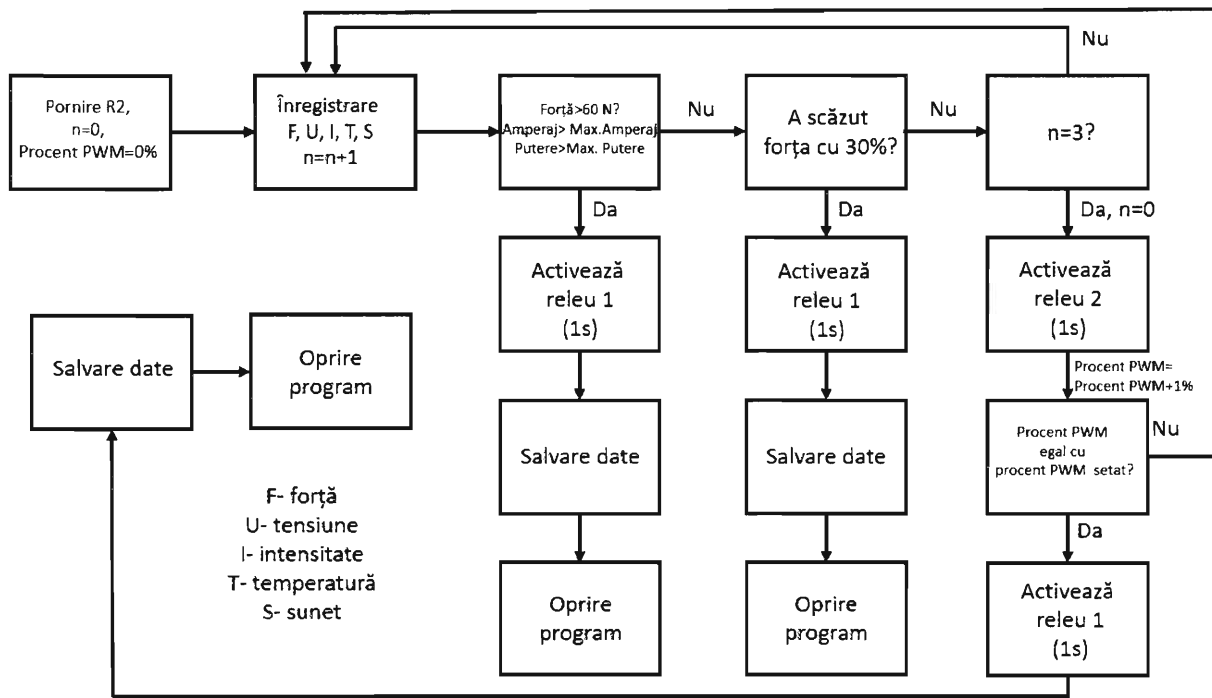 Nu
Pornire R2,
n=0,
Procent PWM=0%
Înregistrare
F, U, I, T, S
n=n+1
Forță>60 N?
Amperaj> Max.Amperaj
Putere>Max. Putere
Nu
A scăzut
forța cu 30%?
Nu
n=3?
Da
Da
Da, n=0
Activează
releu 1
(1s)
Activează
releu 1
(1s)
Activează
releu 2
(1s)
Salvare date
Oprire
program
Procent PWM=
Procent PWM+1%
Salvare date
Salvare date
Procent PWM
egal cu
procent PWM setat?
Nu
F- forță
U- tensiune
I- intensitate
T- temperatură
S- sunet
Da
Oprire
program
Oprire
program
Activează
releu 1
(1s)